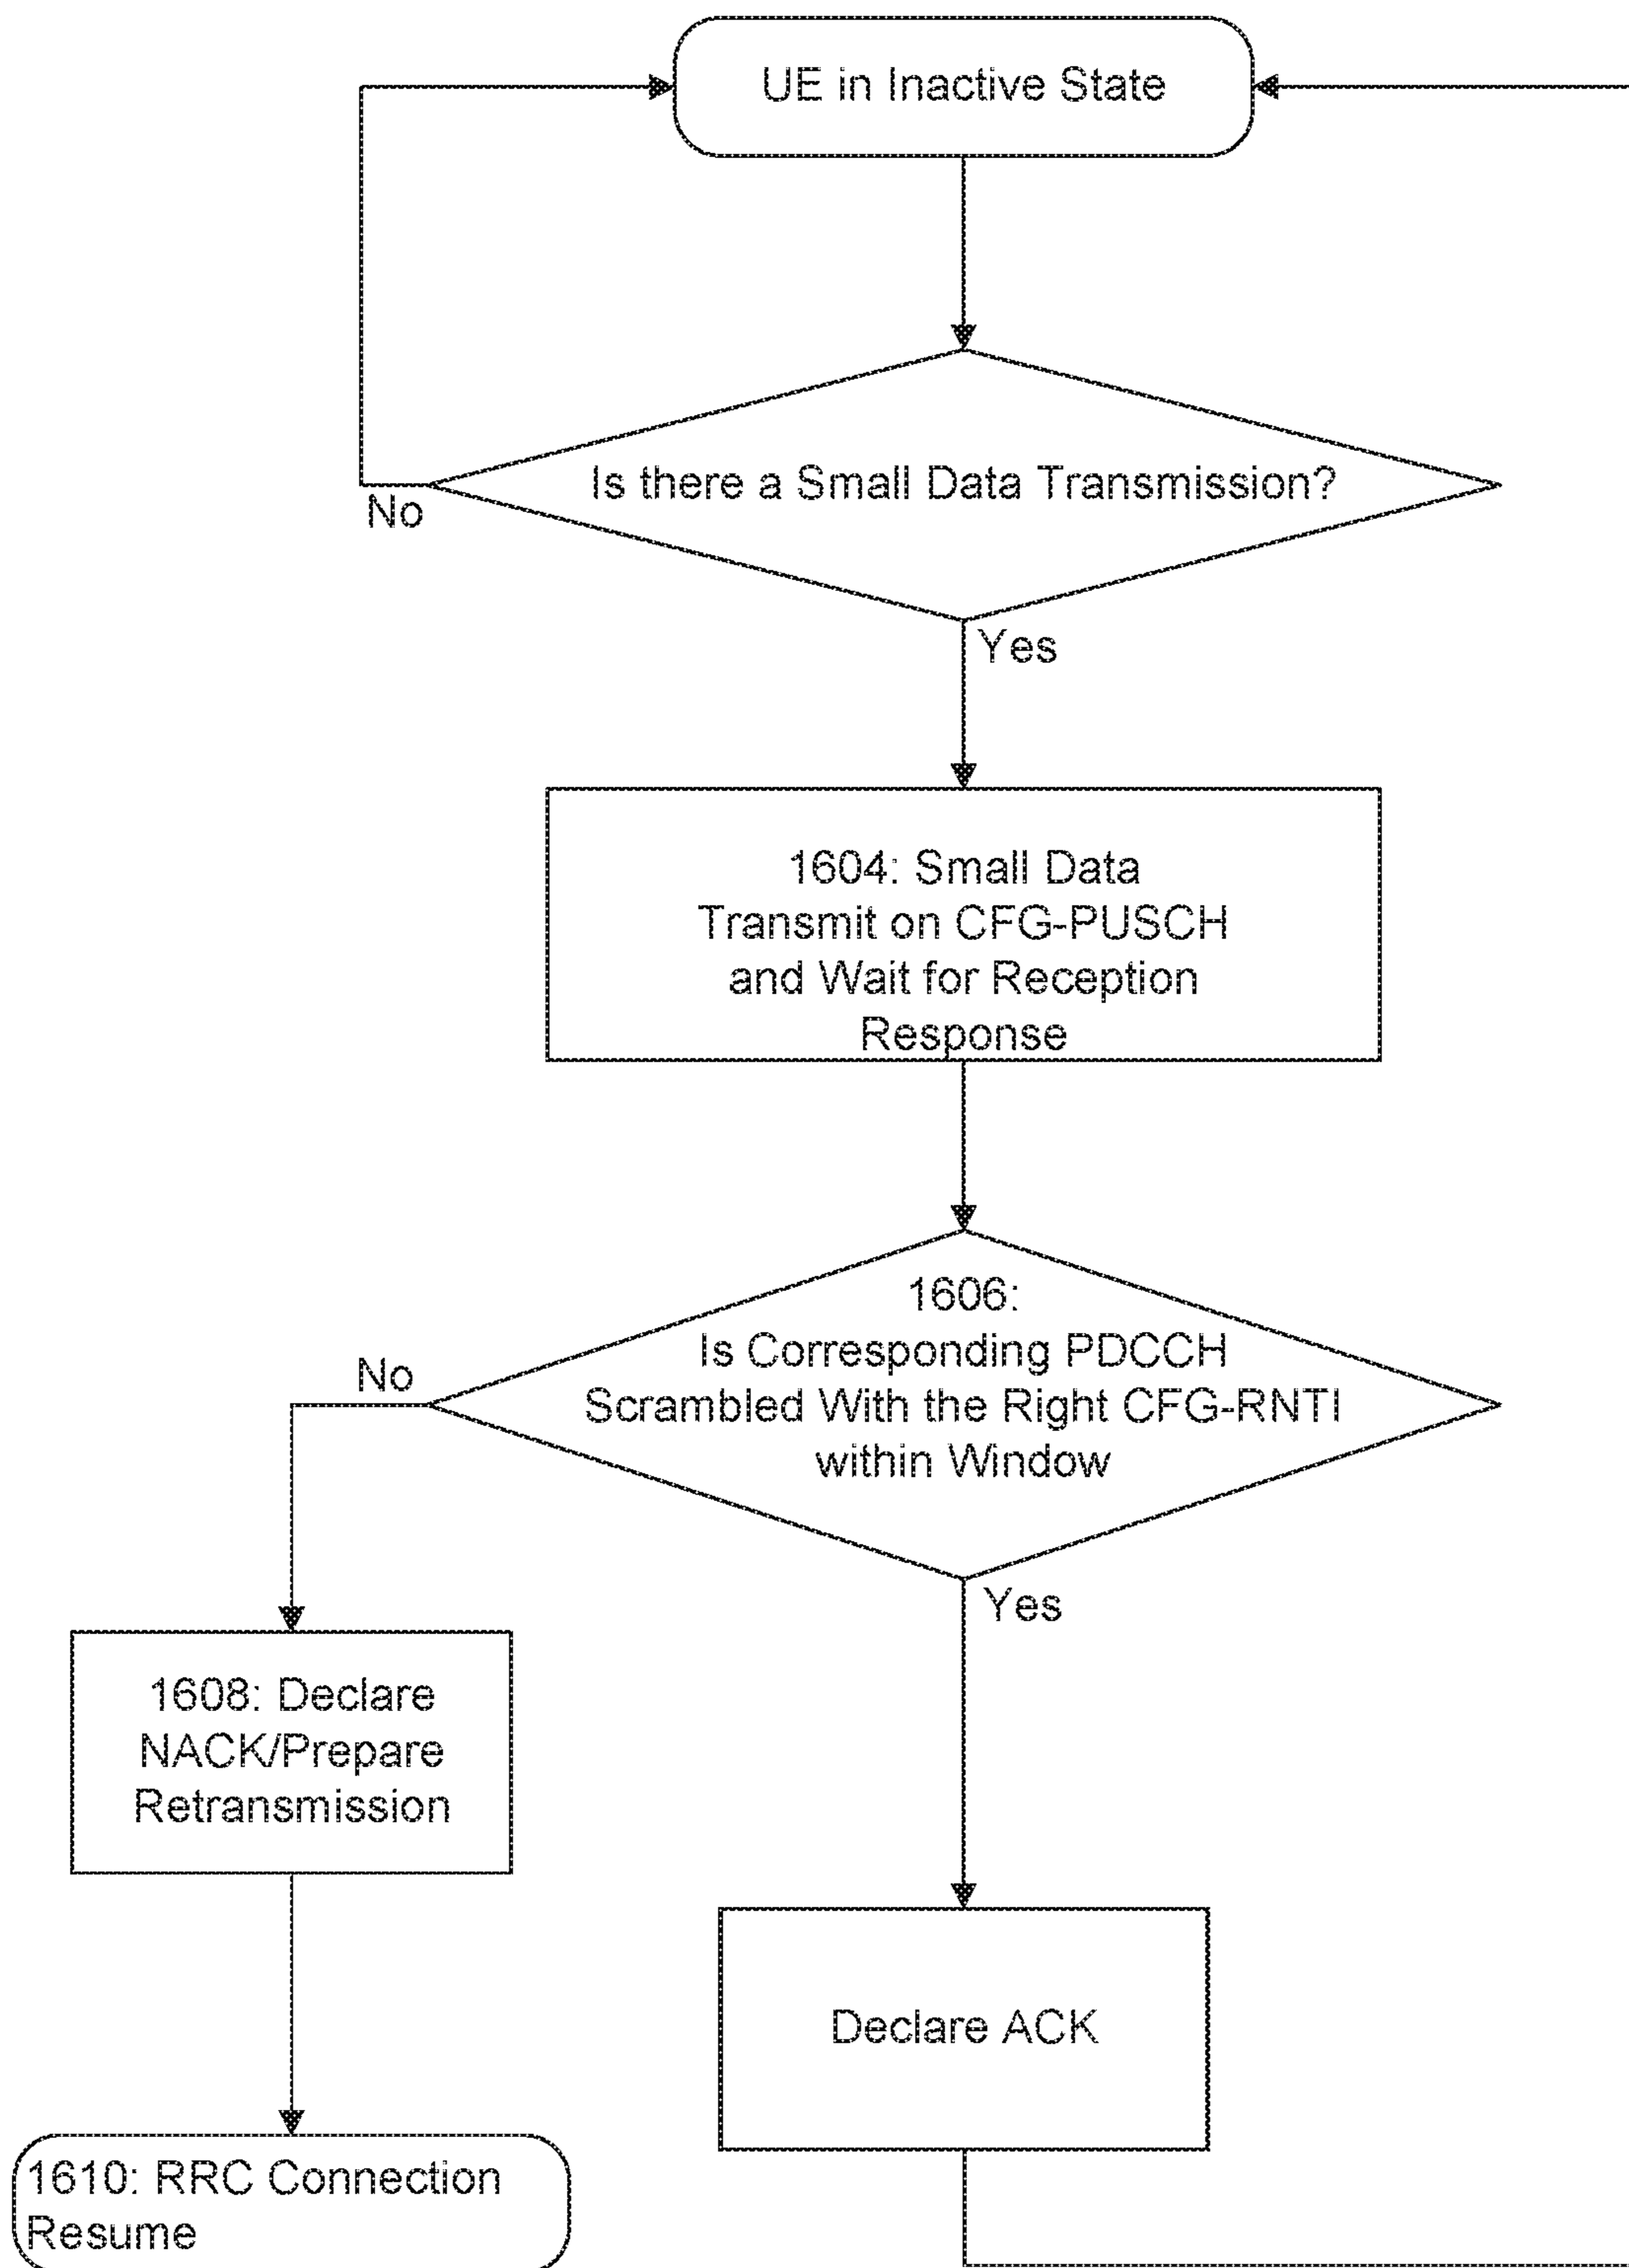 UE in Inactive State
Is there a Small Data Transmission?
No
Yes
1604: Small Data
Transmit on CFG-PUSCH
and Wait for Reception
Response
1606:
Is Corresponding PDCCH
Scrambled With the Right CFG-RNTI
within Window
No
Yes
1608: Declare
NACK/Prepare
Retransmission
Declare ACK
1610: RRC Connection
Resume